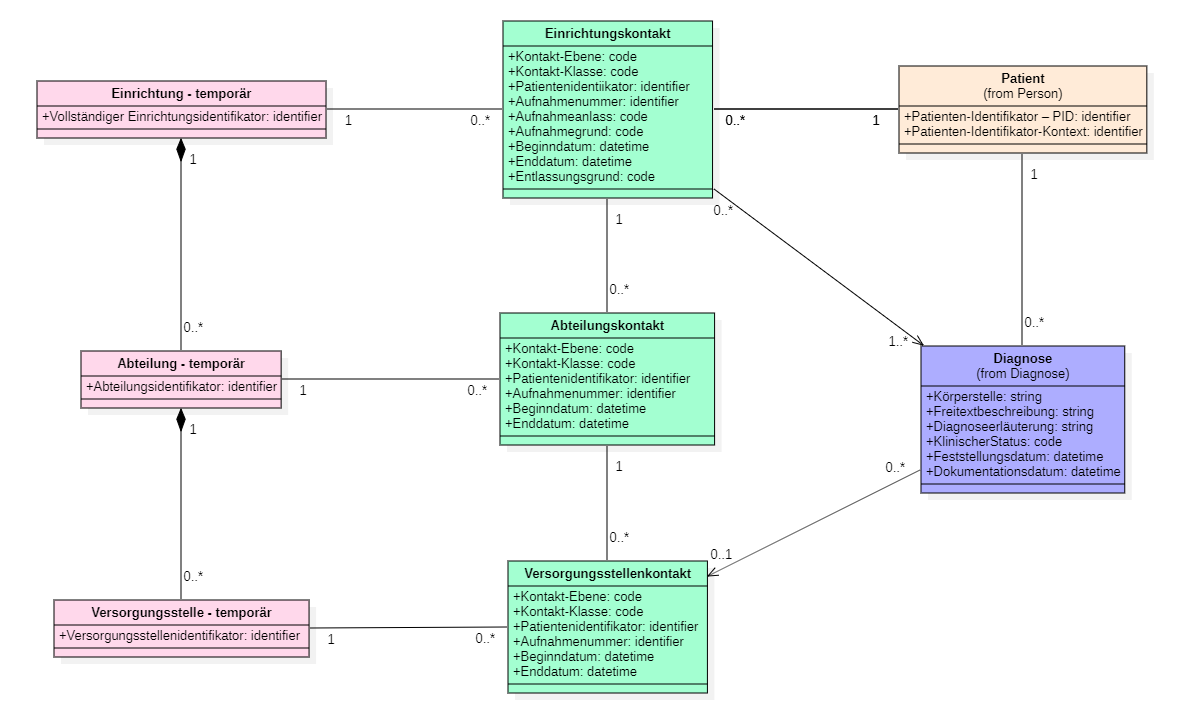 Einrichtungskontakt
+Kontakt-Ebene: code
+Kontakt-Klasse: code
+Patientenidentiikator: identifier
+Aufnahmenummer: identifier
+Aufnahmeanlass: code
+Aufnahmegrund: code
+Beginndatum: datetime
+Enddatum: datetime
+Entlassungsgrund: code
Einrichtung - temporär
+Vollständiger Einrichtungsidentifikator: identifier
1
0..*
Patient
(from Person)
+Patienten-Identifikator – PID: identifier
+Patienten-Identifikator-Kontext: identifier
0..*
1
1
1
0..*
1
0..*
0..*
0..*
1..*
Abteilungskontakt
+Kontakt-Ebene: code
+Kontakt-Klasse: code
+Patientenidentifikator: identifier
+Aufnahmenummer: identifier
+Beginndatum: datetime
+Enddatum: datetime
Abteilung - temporär
+Abteilungsidentifikator: identifier
1
0..*
Diagnose
(from Diagnose)
+Körperstelle: string
+Freitextbeschreibung: string
+Diagnoseerläuterung: string
+KlinischerStatus: code
+Feststellungsdatum: datetime
+Dokumentationsdatum: datetime
1
1
0..*
0..*
0..1
0..*
Versorgungsstellenkontakt
+Kontakt-Ebene: code
+Kontakt-Klasse: code
+Patientenidentifikator: identifier
+Aufnahmenummer: identifier
+Beginndatum: datetime
+Enddatum: datetime
Versorgungsstelle - temporär
+Versorgungsstellenidentifikator: identifier
1
0..*